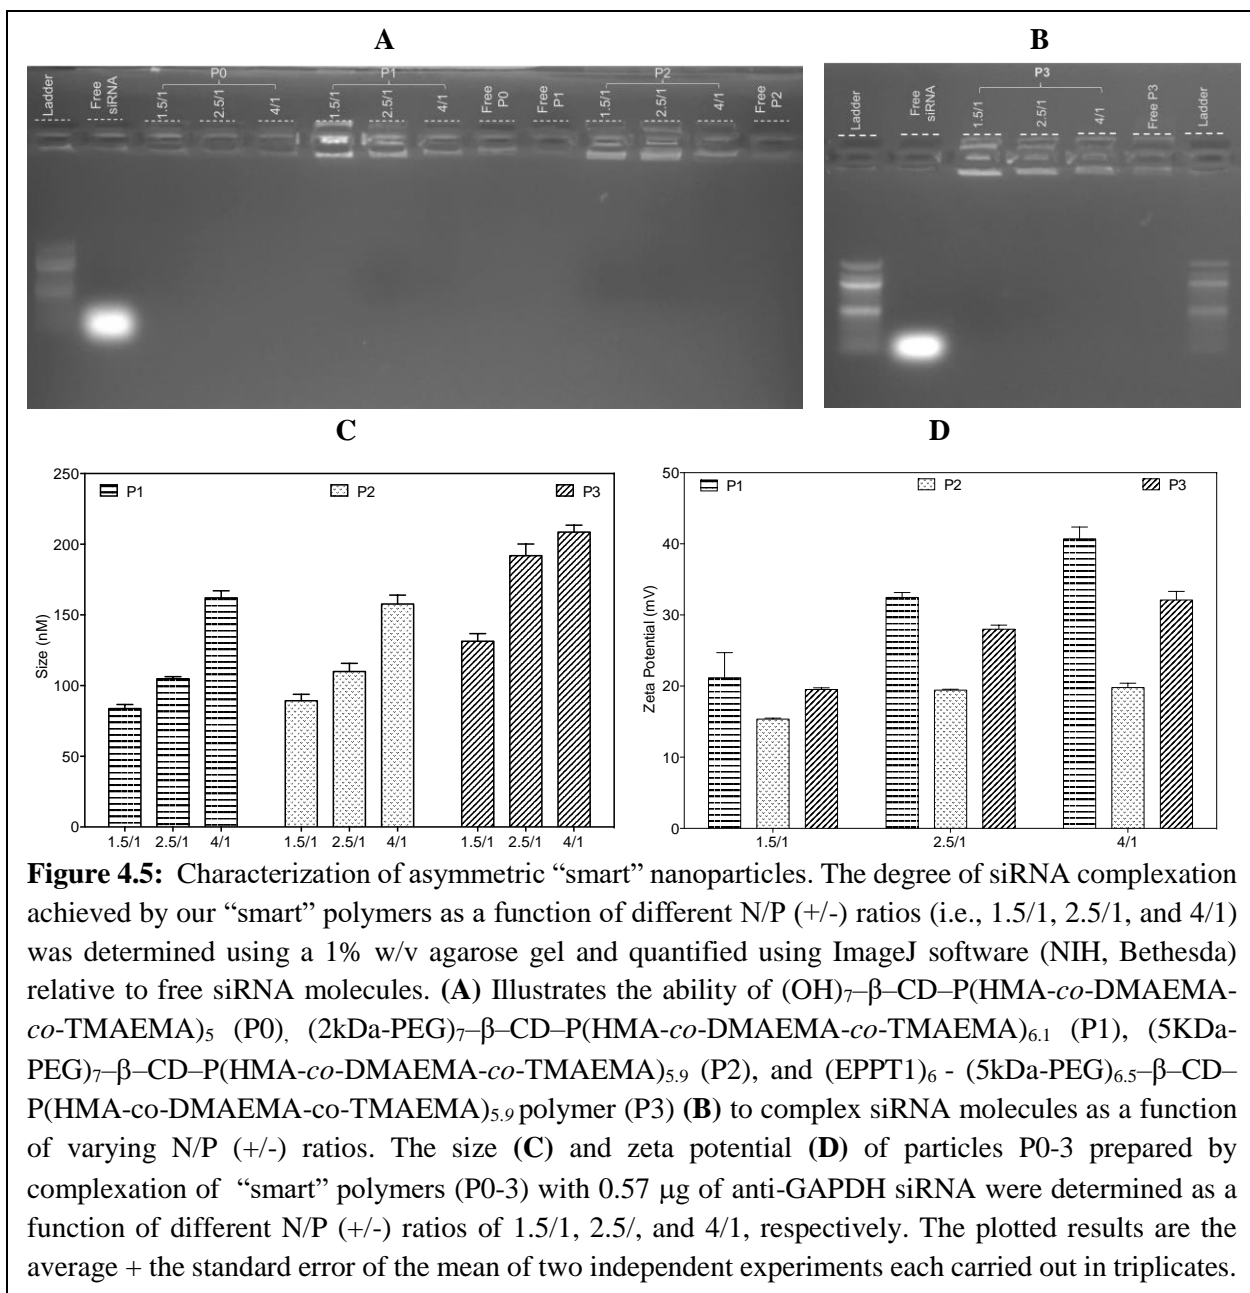 A
B
Ladder
Free siRNA
P0
1.5/1
2.5/1
4/1
P1
1.5/1
2.5/1
4/1
Free P0
Free P1
P2
1.5/1
2.5/1
4/1
Free P2
Ladder
Free siRNA
P3
1.5/1
2.5/1
4/1
Free P3
Ladder
C
D
250
200
150
100
50
0
Size (nM)
P1
P2
P3
1.5/1 2.5/1 4/1 1.5/1 2.5/1 4/1 1.5/1 2.5/1 4/1
50
40
30
20
10
0
Zeta Potential (mV)
P1
P2
P3
1.5/1 2.5/1 4/1
Figure 4.5: Characterization of asymmetric “smart” nanoparticles. The degree of siRNA complexation
achieved by our “smart” polymers as a function of different N/P (+/-) ratios (i.e., 1.5/1, 2.5/1, and 4/1)
was determined using a 1% w/v agarose gel and quantified using ImageJ software (NIH, Bethesda)
relative to free siRNA molecules. (A) Illustrates the ability of (OH)₇–β–CD–P(HMA-co-DMAEMA-
co-TMAEMA)₅ (P0), (2kDa-PEG)₇–β–CD–P(HMA-co-DMAEMA-co-TMAEMA)₆.₁ (P1), (5KDa-
PEG)₇–β–CD–P(HMA-co-DMAEMA-co-TMAEMA)₅.₉ (P2), and (EPPT1)₆ - (5kDa-PEG)₆.₅–β–CD–
P(HMA-co-DMAEMA-co-TMAEMA)₅.₉ polymer (P3) (B) to complex siRNA molecules as a function
of varying N/P (+/-) ratios. The size (C) and zeta potential (D) of particles P0-3 prepared by
complexation of “smart” polymers (P0-3) with 0.57 μg of anti-GAPDH siRNA were determined as a
function of different N/P (+/-) ratios of 1.5/1, 2.5/, and 4/1, respectively. The plotted results are the
average + the standard error of the mean of two independent experiments each carried out in triplicates.